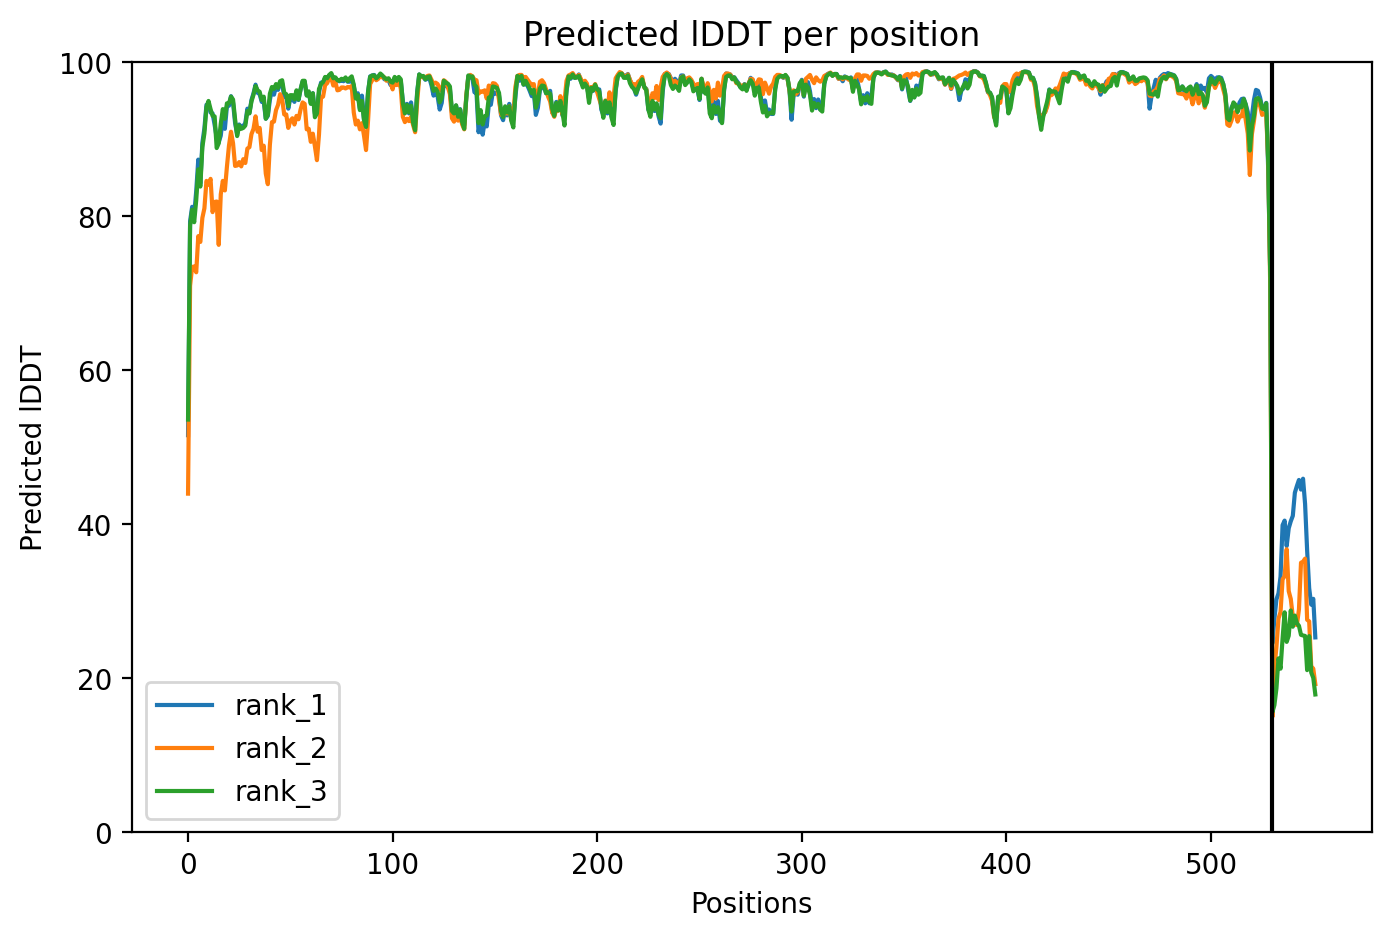 Predicted lDDT per position
100
80
60
40
20
0
Predicted lDDT
rank_1
rank_2
rank_3
0 100 200 300 400 500
Positions